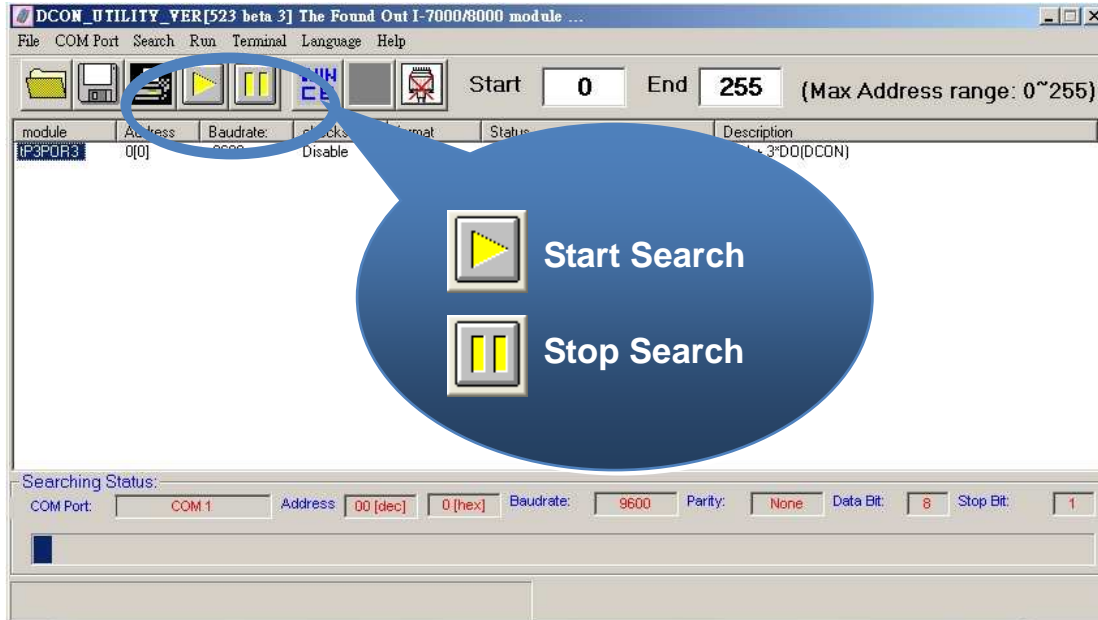 DCON_UTILITY_VER[523 beta 3] The Found Out I-7000/8000 module ...
File COM Port Search Run Terminal Language Help
Start 0 End 255 (Max Address range: 0~255)
module Address Baudrate: Status Description
tP3POR3 0[0] 9600 Disable 3*DO(DCON)
Start Search
Stop Search
Searching Status:
COM Port: COM 1 Address 00 [dec] 0 [hex] Baudrate: 9600 Parity: None Data Bit: 8 Stop Bit: 1